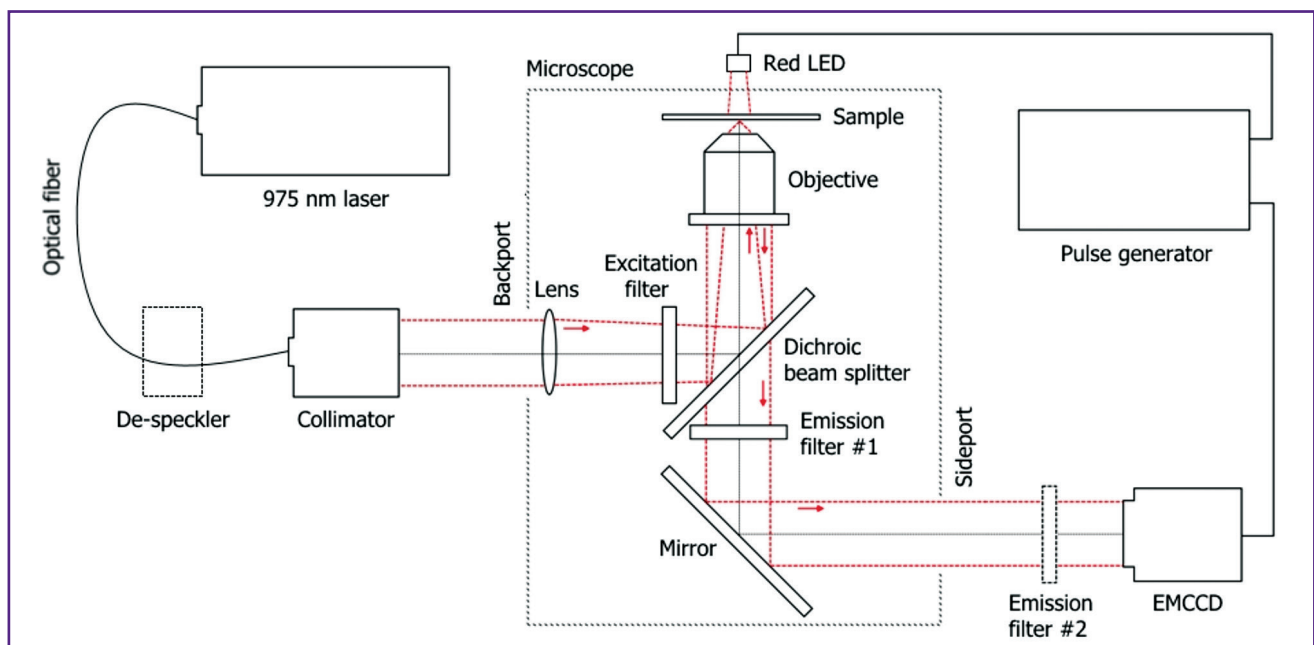 Red LED
Microscope
Sample
Optical fiber
975 nm laser
Objective
Pulse generator
Backport
Excitation
filter
Lens
Dichroic
beam splitter
De-speckler
Collimator
Emission
filter #1
Sideport
Mirror
Emission
filter #2
EMCCD